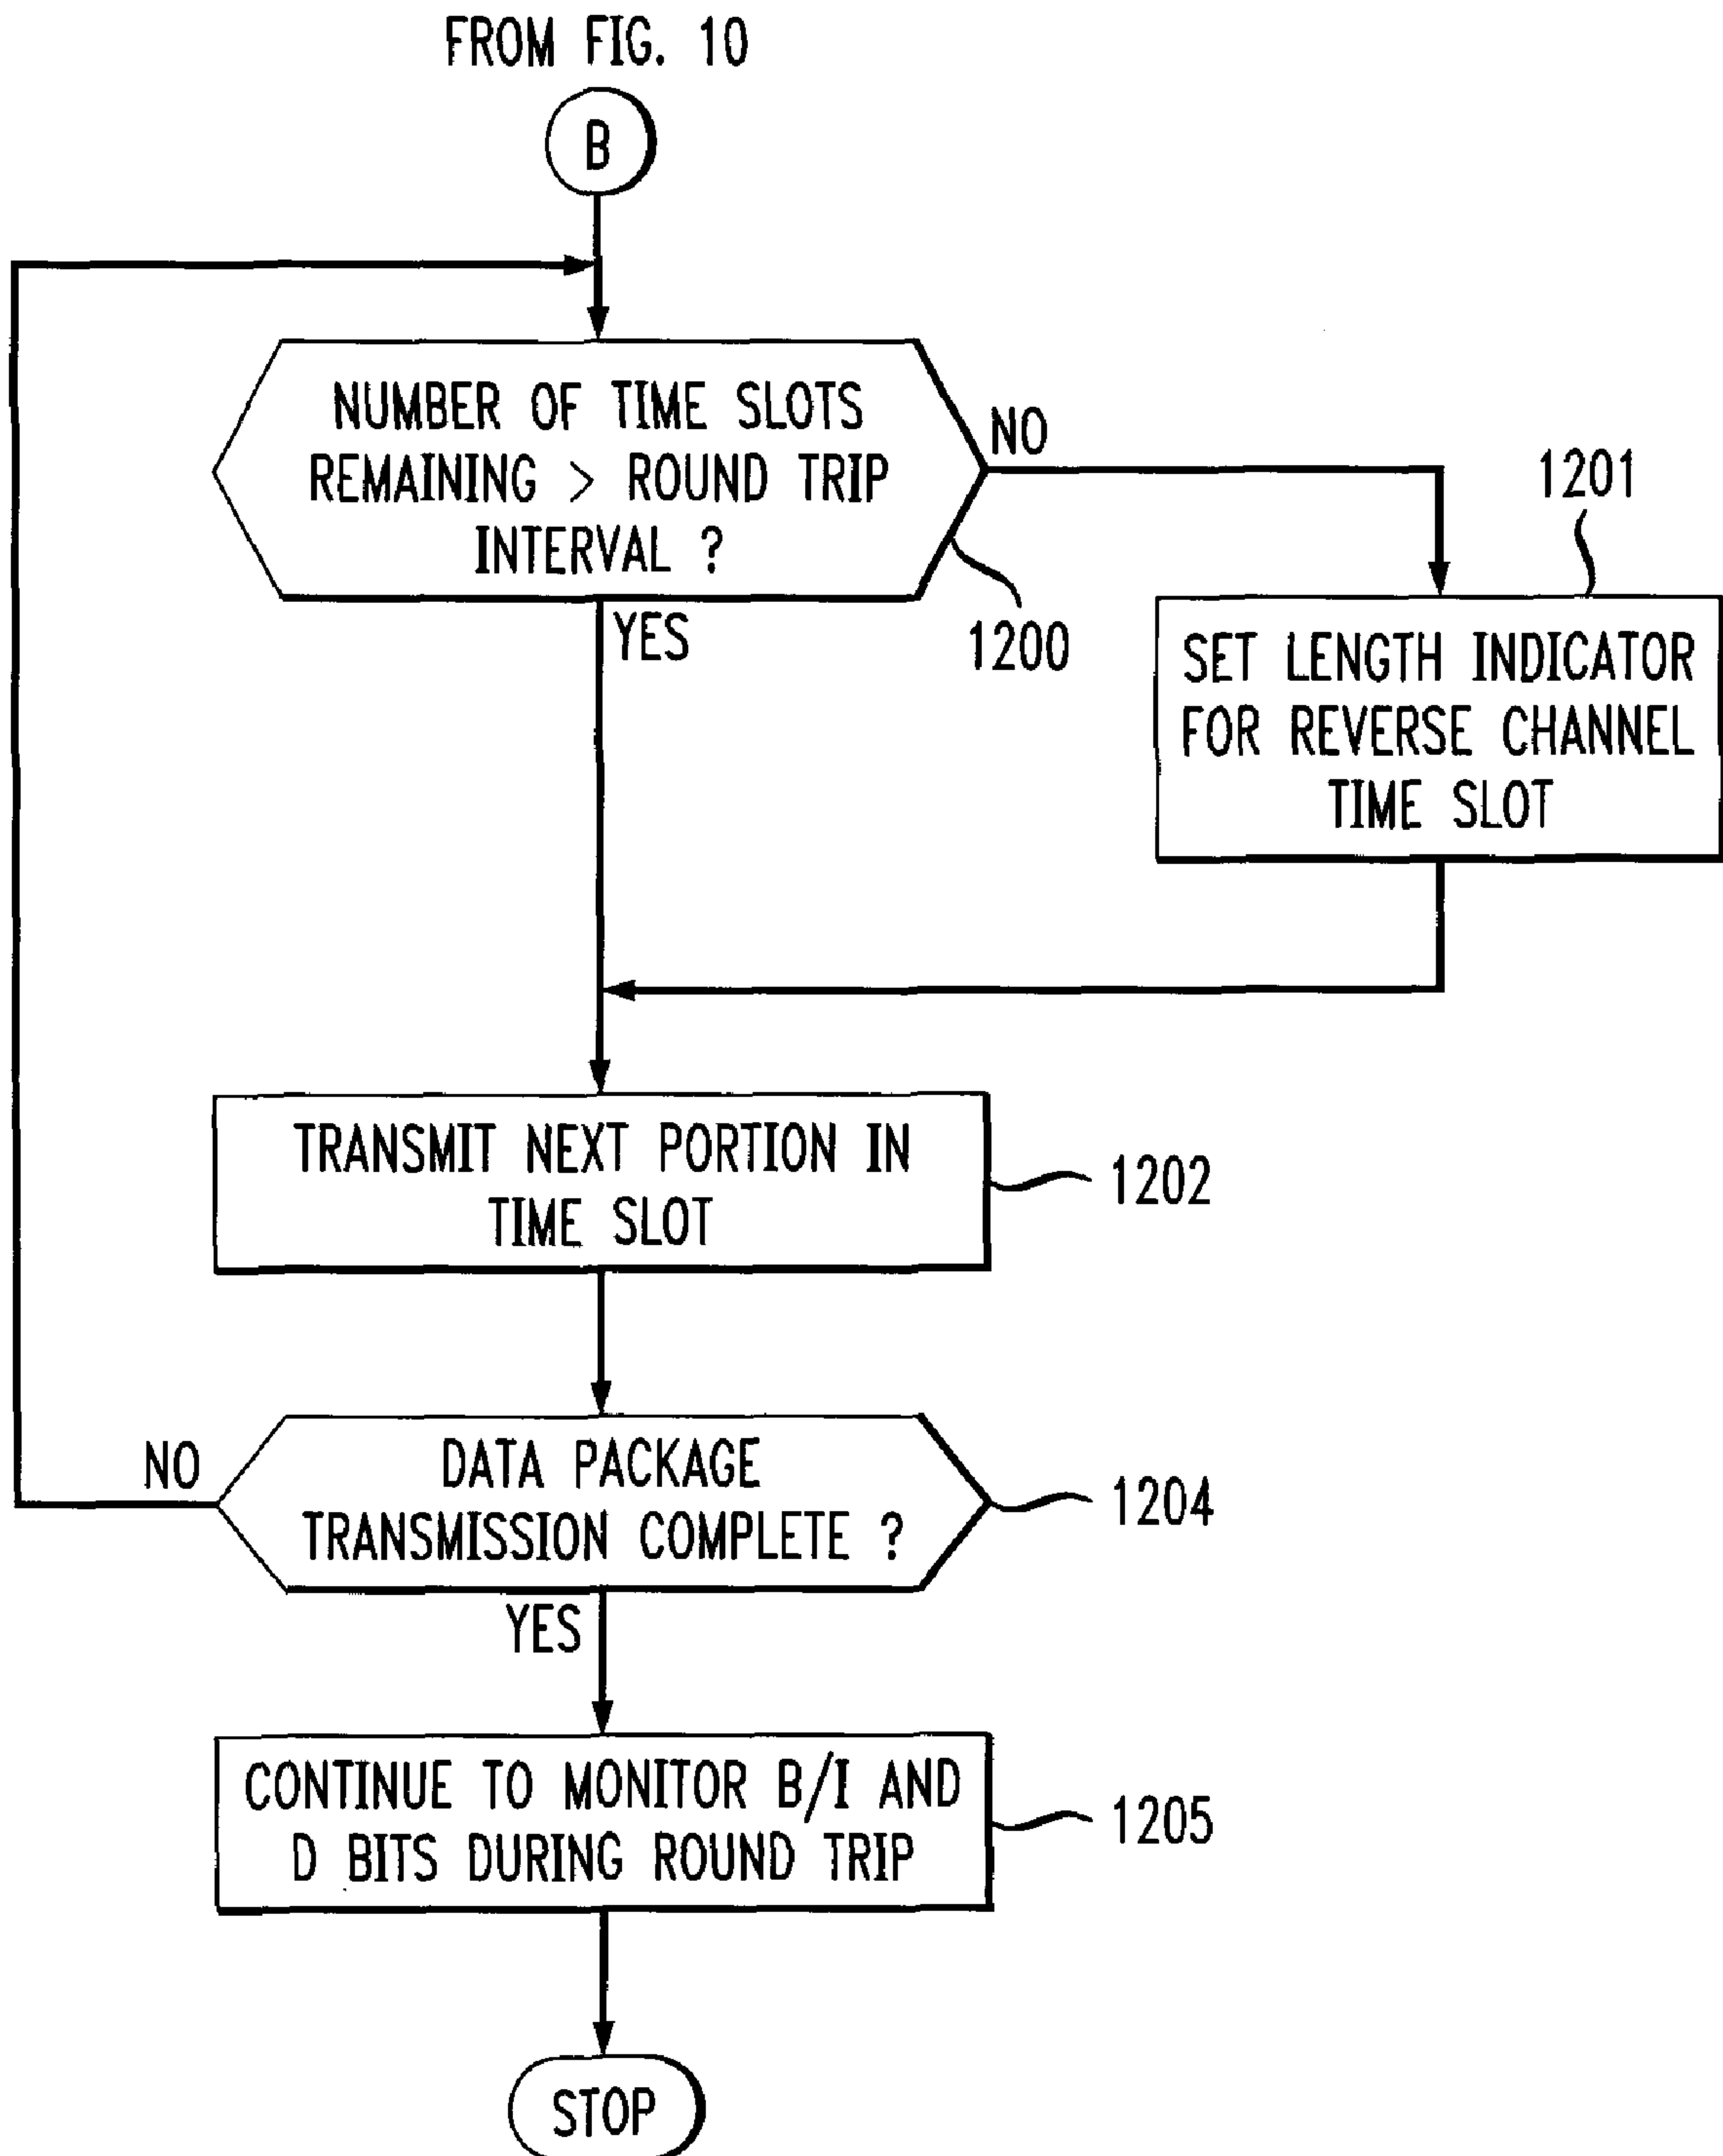 FROM FIG. 10
B
NUMBER OF TIME SLOTS
REMAINING > ROUND TRIP
INTERVAL ?
NO
YES
1200
1201
SET LENGTH INDICATOR
FOR REVERSE CHANNEL
TIME SLOT
TRANSMIT NEXT PORTION IN
TIME SLOT
1202
NO
DATA PACKAGE
TRANSMISSION COMPLETE ?
1204
YES
CONTINUE TO MONITOR B/I AND
D BITS DURING ROUND TRIP
1205
STOP